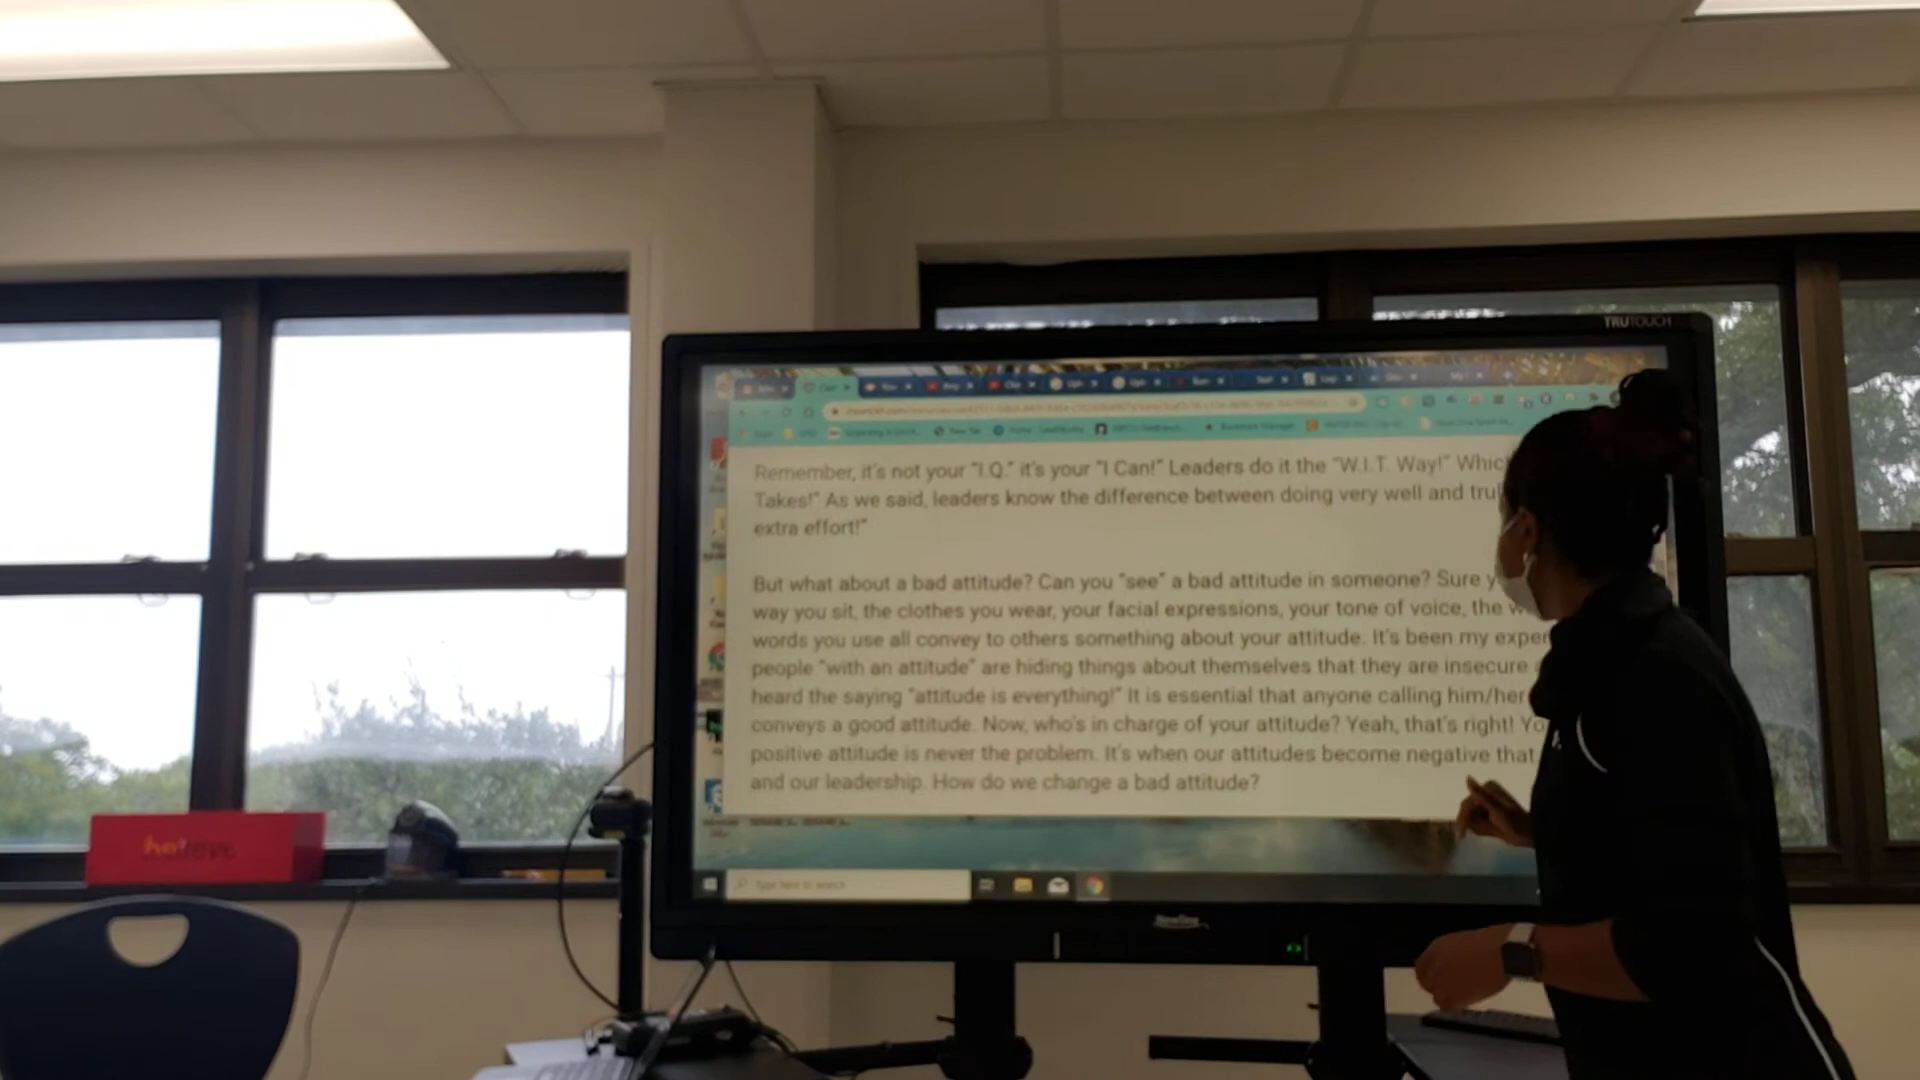 TRUTOUCH
Remember, it's not your "I.Q." it's your "I Can!" Leaders do it the "W.I.T. Way!" Whic
Takes!" As we said, leaders know the difference between doing very well and trul
extra effort!"
But what about a bad attitude? Can you "see" a bad attitude in someone? Sure y
way you sit, the clothes you wear, your facial expressions, your tone of voice, the w
words you use all convey to others something about your attitude. It's been my exper
people "with an attitude" are hiding things about themselves that they are insecure
heard the saying "attitude is everything!" It is essential that anyone calling him/her
conveys a good attitude. Now, who's in charge of your attitude? Yeah, that's right! Yo
positive attitude is never the problem. It's when our attitudes become negative that
and our leadership. How do we change a bad attitude?
Type here to search